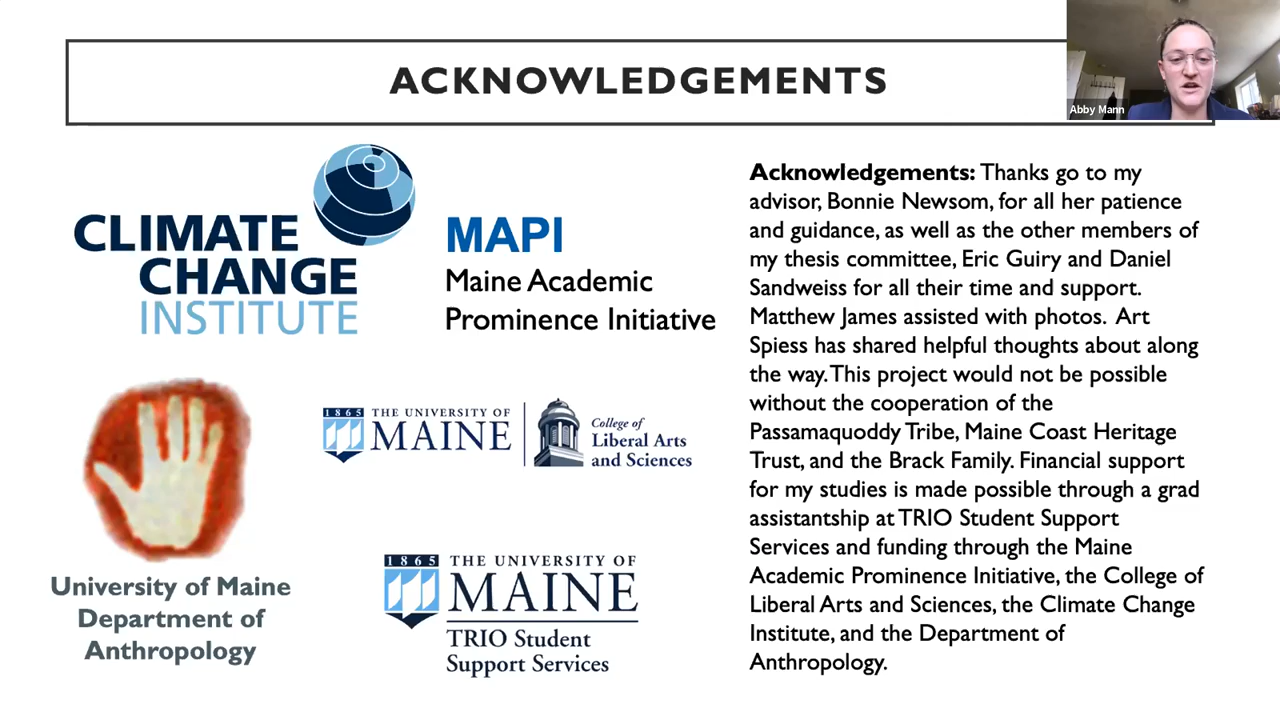 ACKNOWLEDGEMENTS
Abby Mann
CLIMATE
CHANGE
INSTITUTE
MAPI
Maine Academic
Prominence Initiative
University of Maine
Department of
Anthropology
1865 THE UNIVERSITY OF
MAINE
College of
Liberal Arts
and Sciences
1865 THE UNIVERSITY OF
MAINE
TRIO Student
Support Services
Acknowledgements: Thanks go to my
advisor, Bonnie Newsom, for all her patience
and guidance, as well as the other members of
my thesis committee, Eric Guiry and Daniel
Sandweiss for all their time and support.
Matthew James assisted with photos. Art
Spiess has shared helpful thoughts about along
the way. This project would not be possible
without the cooperation of the
Passamaquoddy Tribe, Maine Coast Heritage
Trust, and the Brack Family. Financial support
for my studies is made possible through a grad
assistantship at TRIO Student Support
Services and funding through the Maine
Academic Prominence Initiative, the College of
Liberal Arts and Sciences, the Climate Change
Institute, and the Department of
Anthropology.